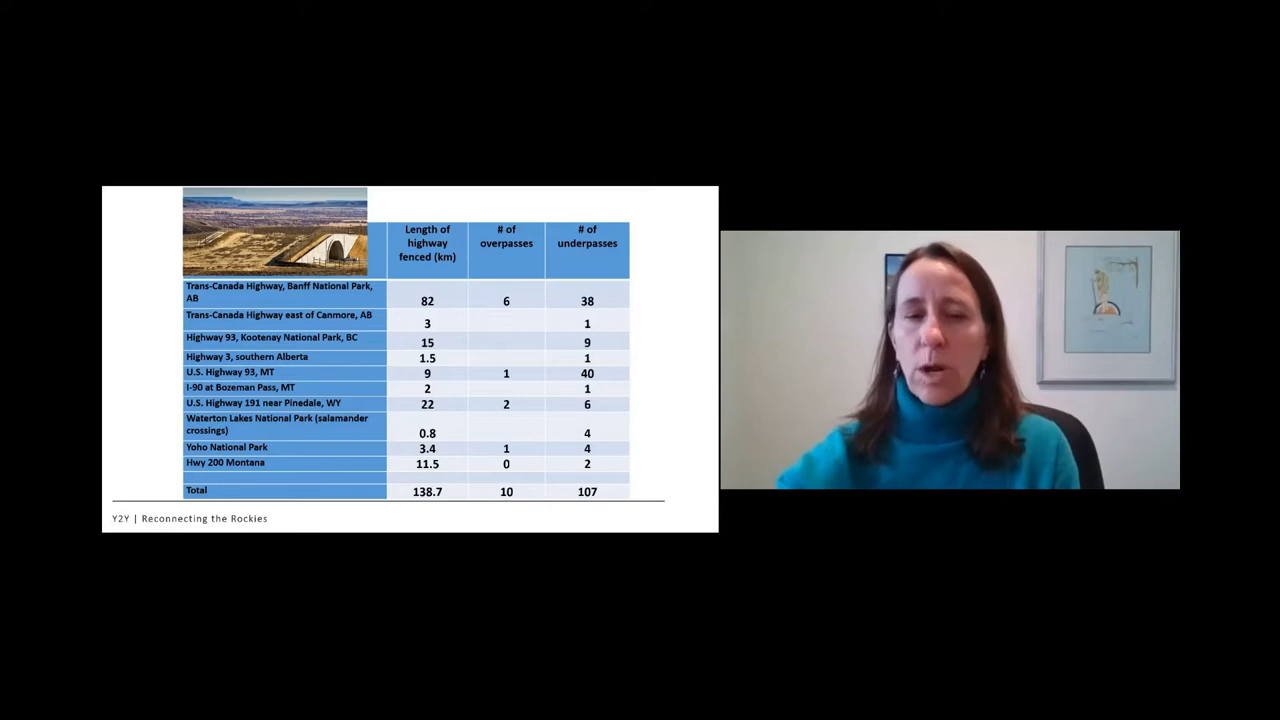 Length of
highway
fenced (km)
# of
overpasses
# of
underpasses
Trans-Canada Highway, Banff National Park,
AB
82
6
38
Trans-Canada Highway east of Canmore, AB
3
1
Highway 93, Kootenay National Park, BC
15
9
Highway 3, southern Alberta
1.5
1
U.S. Highway 93, MT
9
1
40
I-90 at Bozeman Pass, MT
2
1
U.S. Highway 191 near Pinedale, WY
22
2
6
Waterton Lakes National Park (salamander
crossings)
0.8
4
Yoho National Park
3.4
1
4
Hwy 200 Montana
11.5
0
2
Total
138.7
10
107
Y2Y | Reconnecting the Rockies